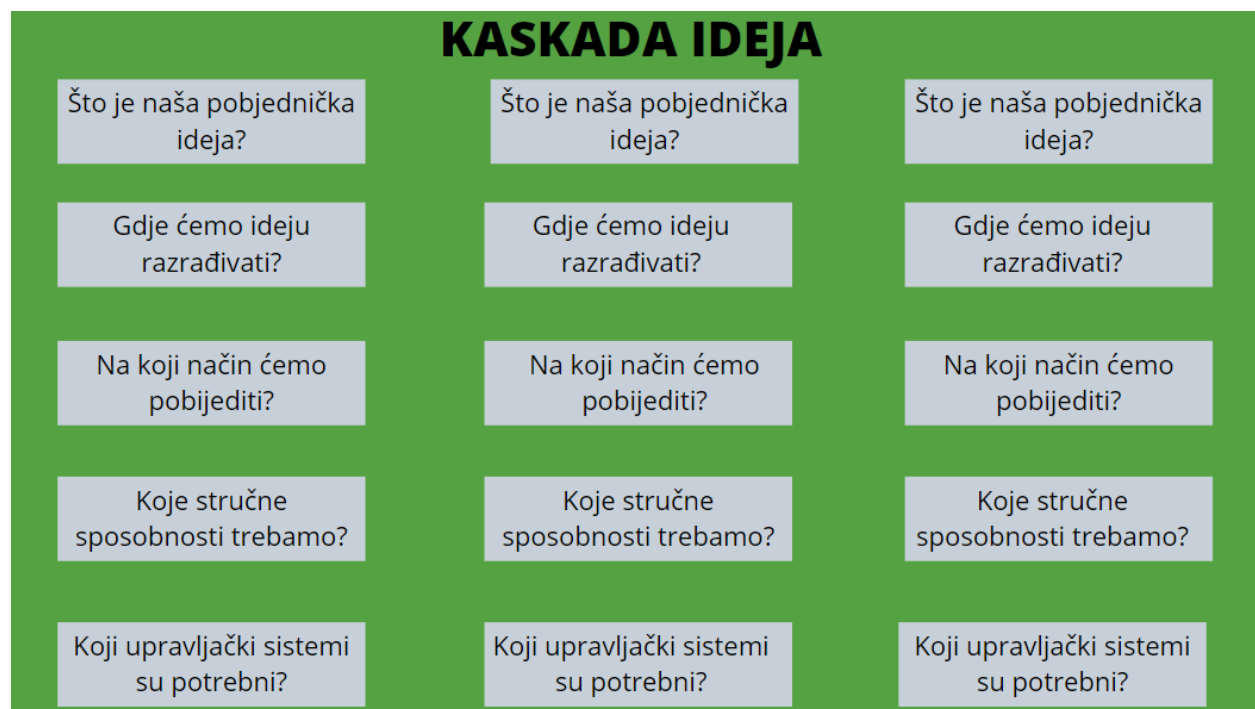 KASKADA IDEJA
Što je naša pobjednička
ideja?
Što je naša pobjednička
ideja?
Što je naša pobjednička
ideja?
Gdje ćemo ideju
razrađivati?
Gdje ćemo ideju
razrađivati?
Gdje ćemo ideju
razrađivati?
Na koji način ćemo
pobijediti?
Na koji način ćemo
pobijediti?
Na koji način ćemo
pobijediti?
Koje stručne
sposobnosti trebamo?
Koje stručne
sposobnosti trebamo?
Koje stručne
sposobnosti trebamo?
Koji upravljački sistemi
su potrebni?
Koji upravljački sistemi
su potrebni?
Koji upravljački sistemi
su potrebni?